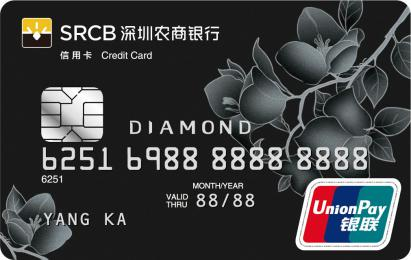 SRCB 深圳农商银行
信用卡 Credit Card
DIAMOND
6251 6988 8888 8888
6251
MONTH/YEAR
VALID THRU 88/88
YANG KA
UnionPay
银联